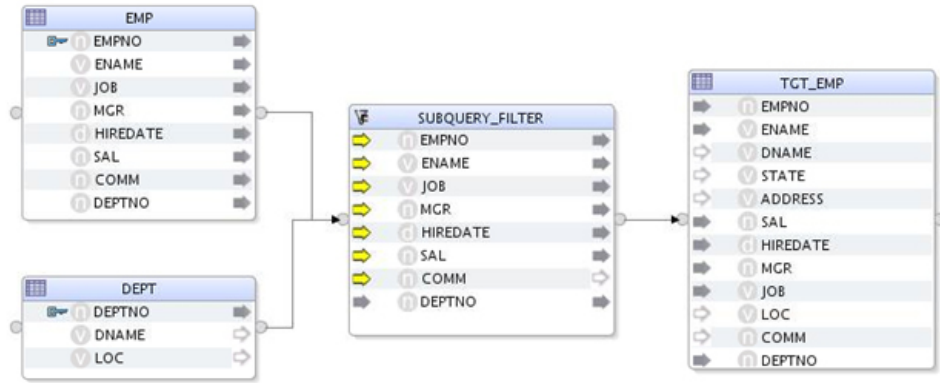 EMP
EMPNO
ENAME
JOB
MGR
HIREDATE
SAL
COMM
DEPTNO
DEPT
DEPTNO
DNAME
LOC
SUBQUERY_FILTER
EMPNO
ENAME
JOB
MGR
HIREDATE
SAL
COMM
DEPTNO
TGT_EMP
EMPNO
ENAME
DNAME
STATE
ADDRESS
SAL
HIREDATE
MGR
JOB
LOC
COMM
DEPTNO